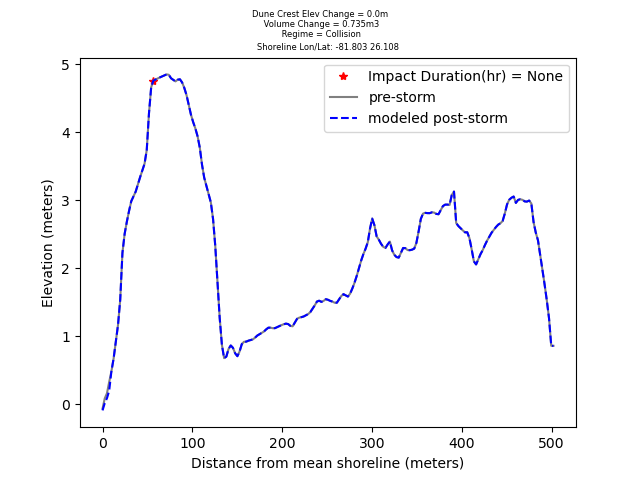 Dune Crest Elev Change = 0.0m
Volume Change = 0.735m3
Regime = Collision
Shoreline Lon/Lat: -81.803 26.108
Impact Duration(hr) = None
pre-storm
modeled post-storm
Elevation (meters)
5
4
3
2
1
0
0 100 200 300 400 500
Distance from mean shoreline (meters)